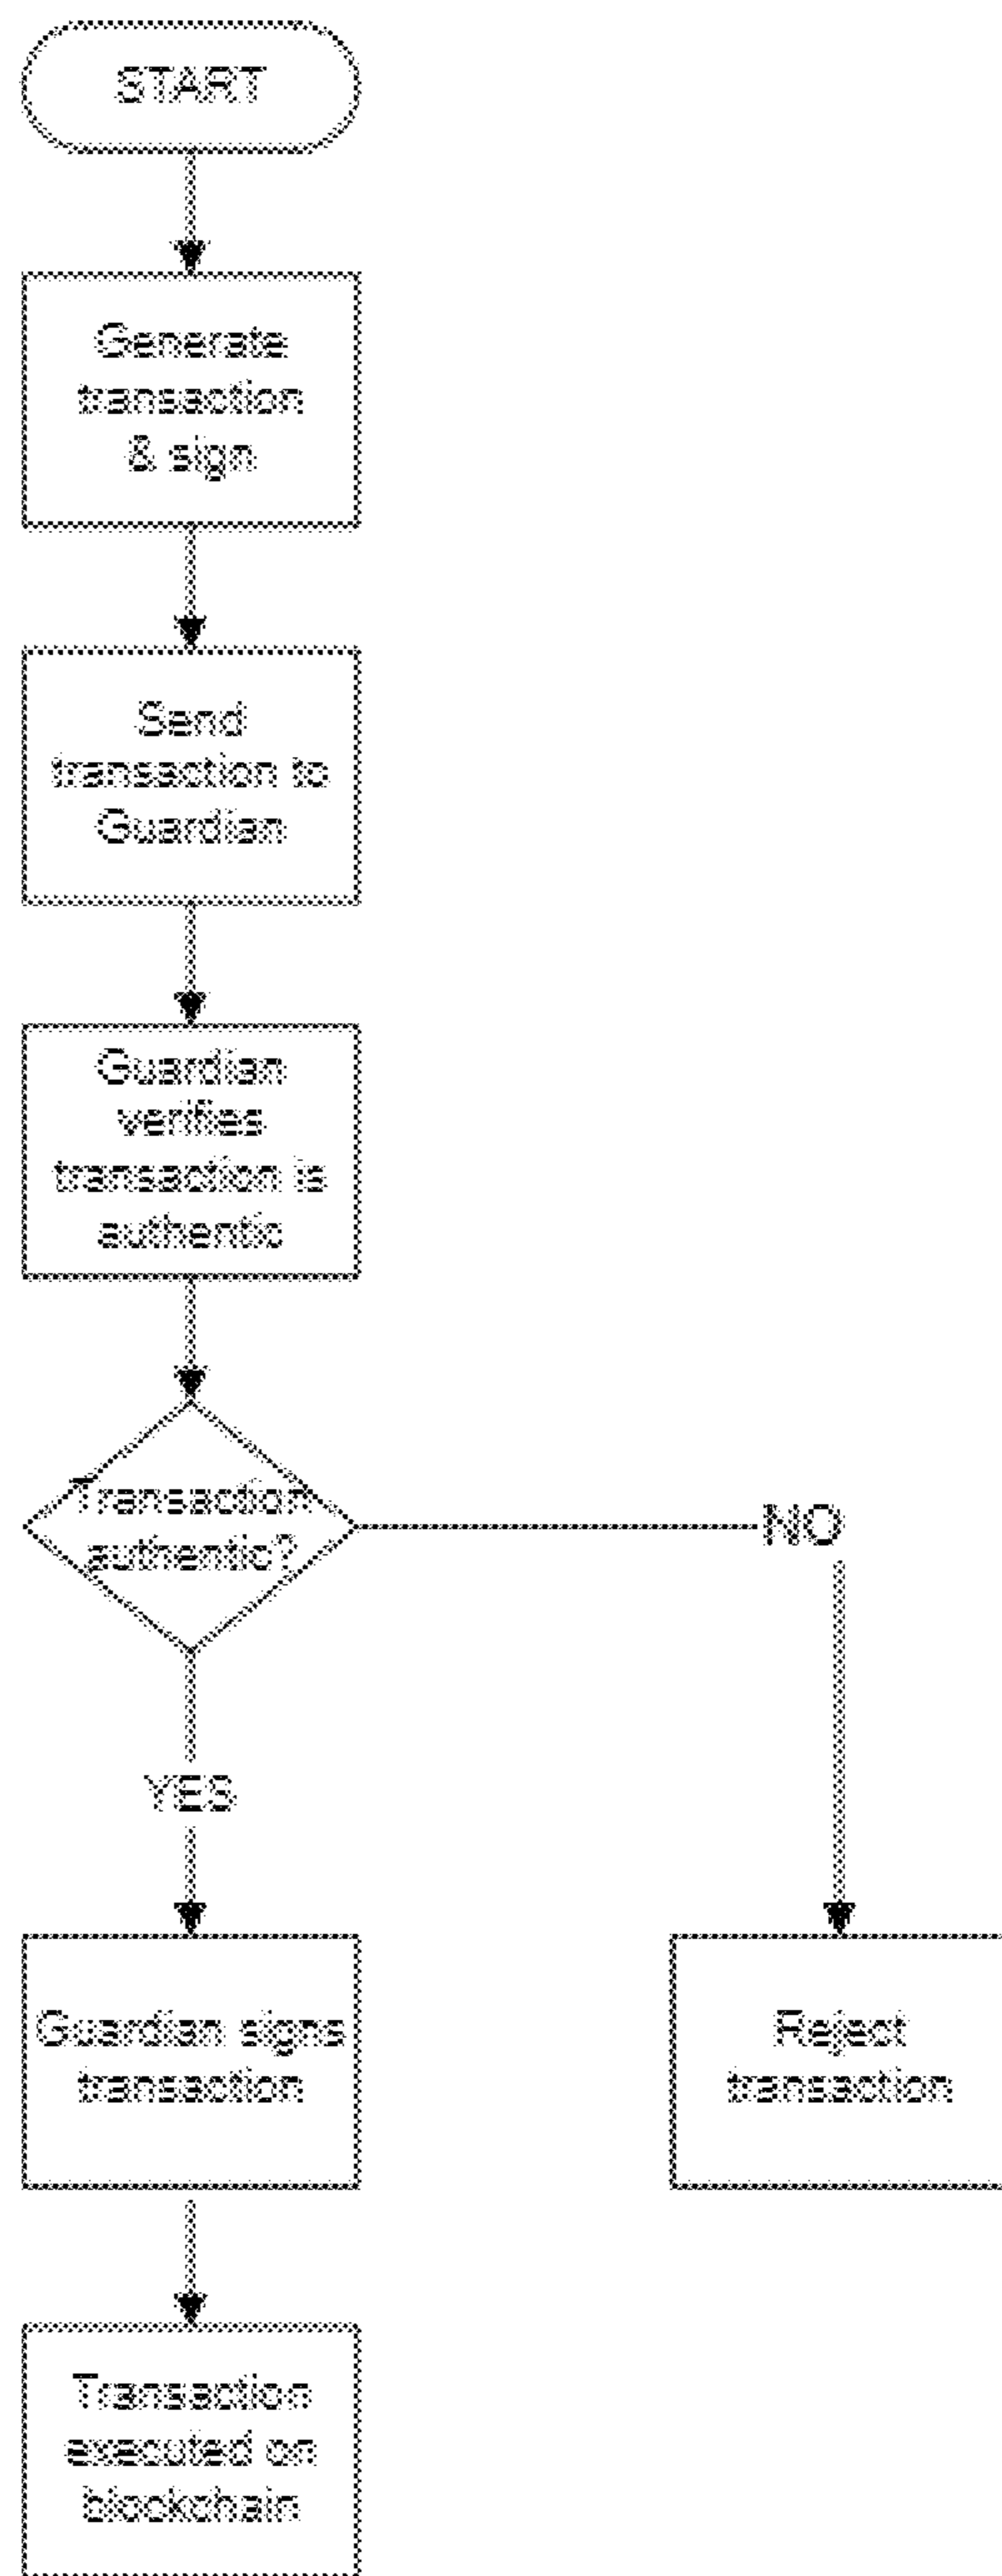 START
Generate
transaction
& sign
Send
transaction to
Guardian
Guardian
verifies
transaction is
authentic
Transaction
authentic?
NO
YES
Guardian signs
transaction
Reject
transaction
Transaction
executed on
blockchain